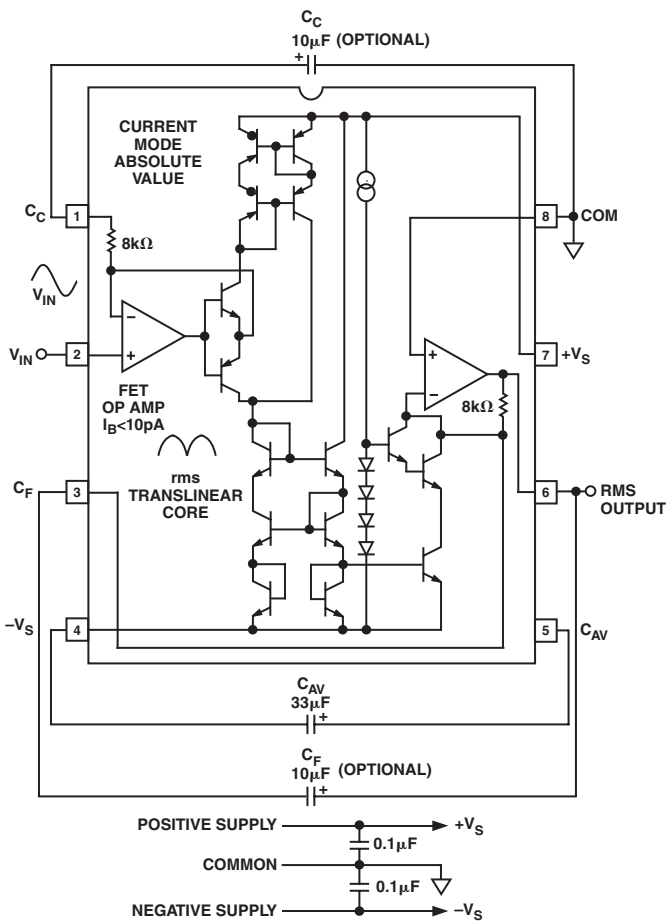 C_C
10µF (OPTIONAL)
+
CURRENT
MODE
ABSOLUTE
VALUE
C_C
1
8kΩ
8
COM
V_IN
−
+
V_IN
2
FET
OP AMP
I_B<10pA
+
−
8kΩ
7
+V_S
rms
TRANSLINEAR
CORE
C_F
3
6
RMS
OUTPUT
−V_S
4
5
C_AV
C_AV
33µF
+
C_F
10µF (OPTIONAL)
+
POSITIVE SUPPLY
+V_S
0.1µF
COMMON
0.1µF
NEGATIVE SUPPLY
−V_S